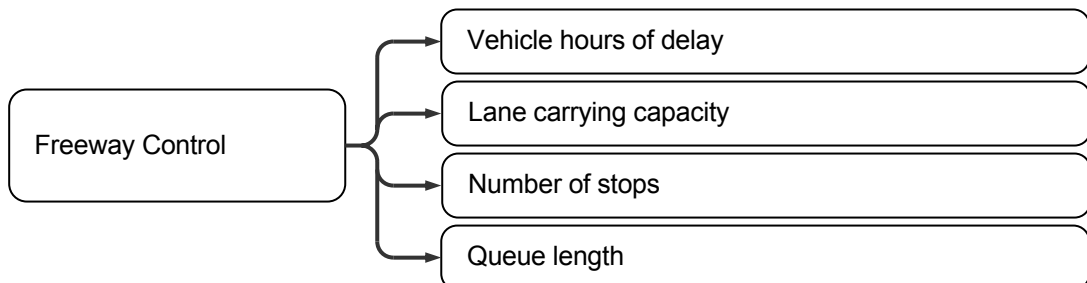 Vehicle hours of delay
Lane carrying capacity
Freeway Control
Number of stops
Queue length